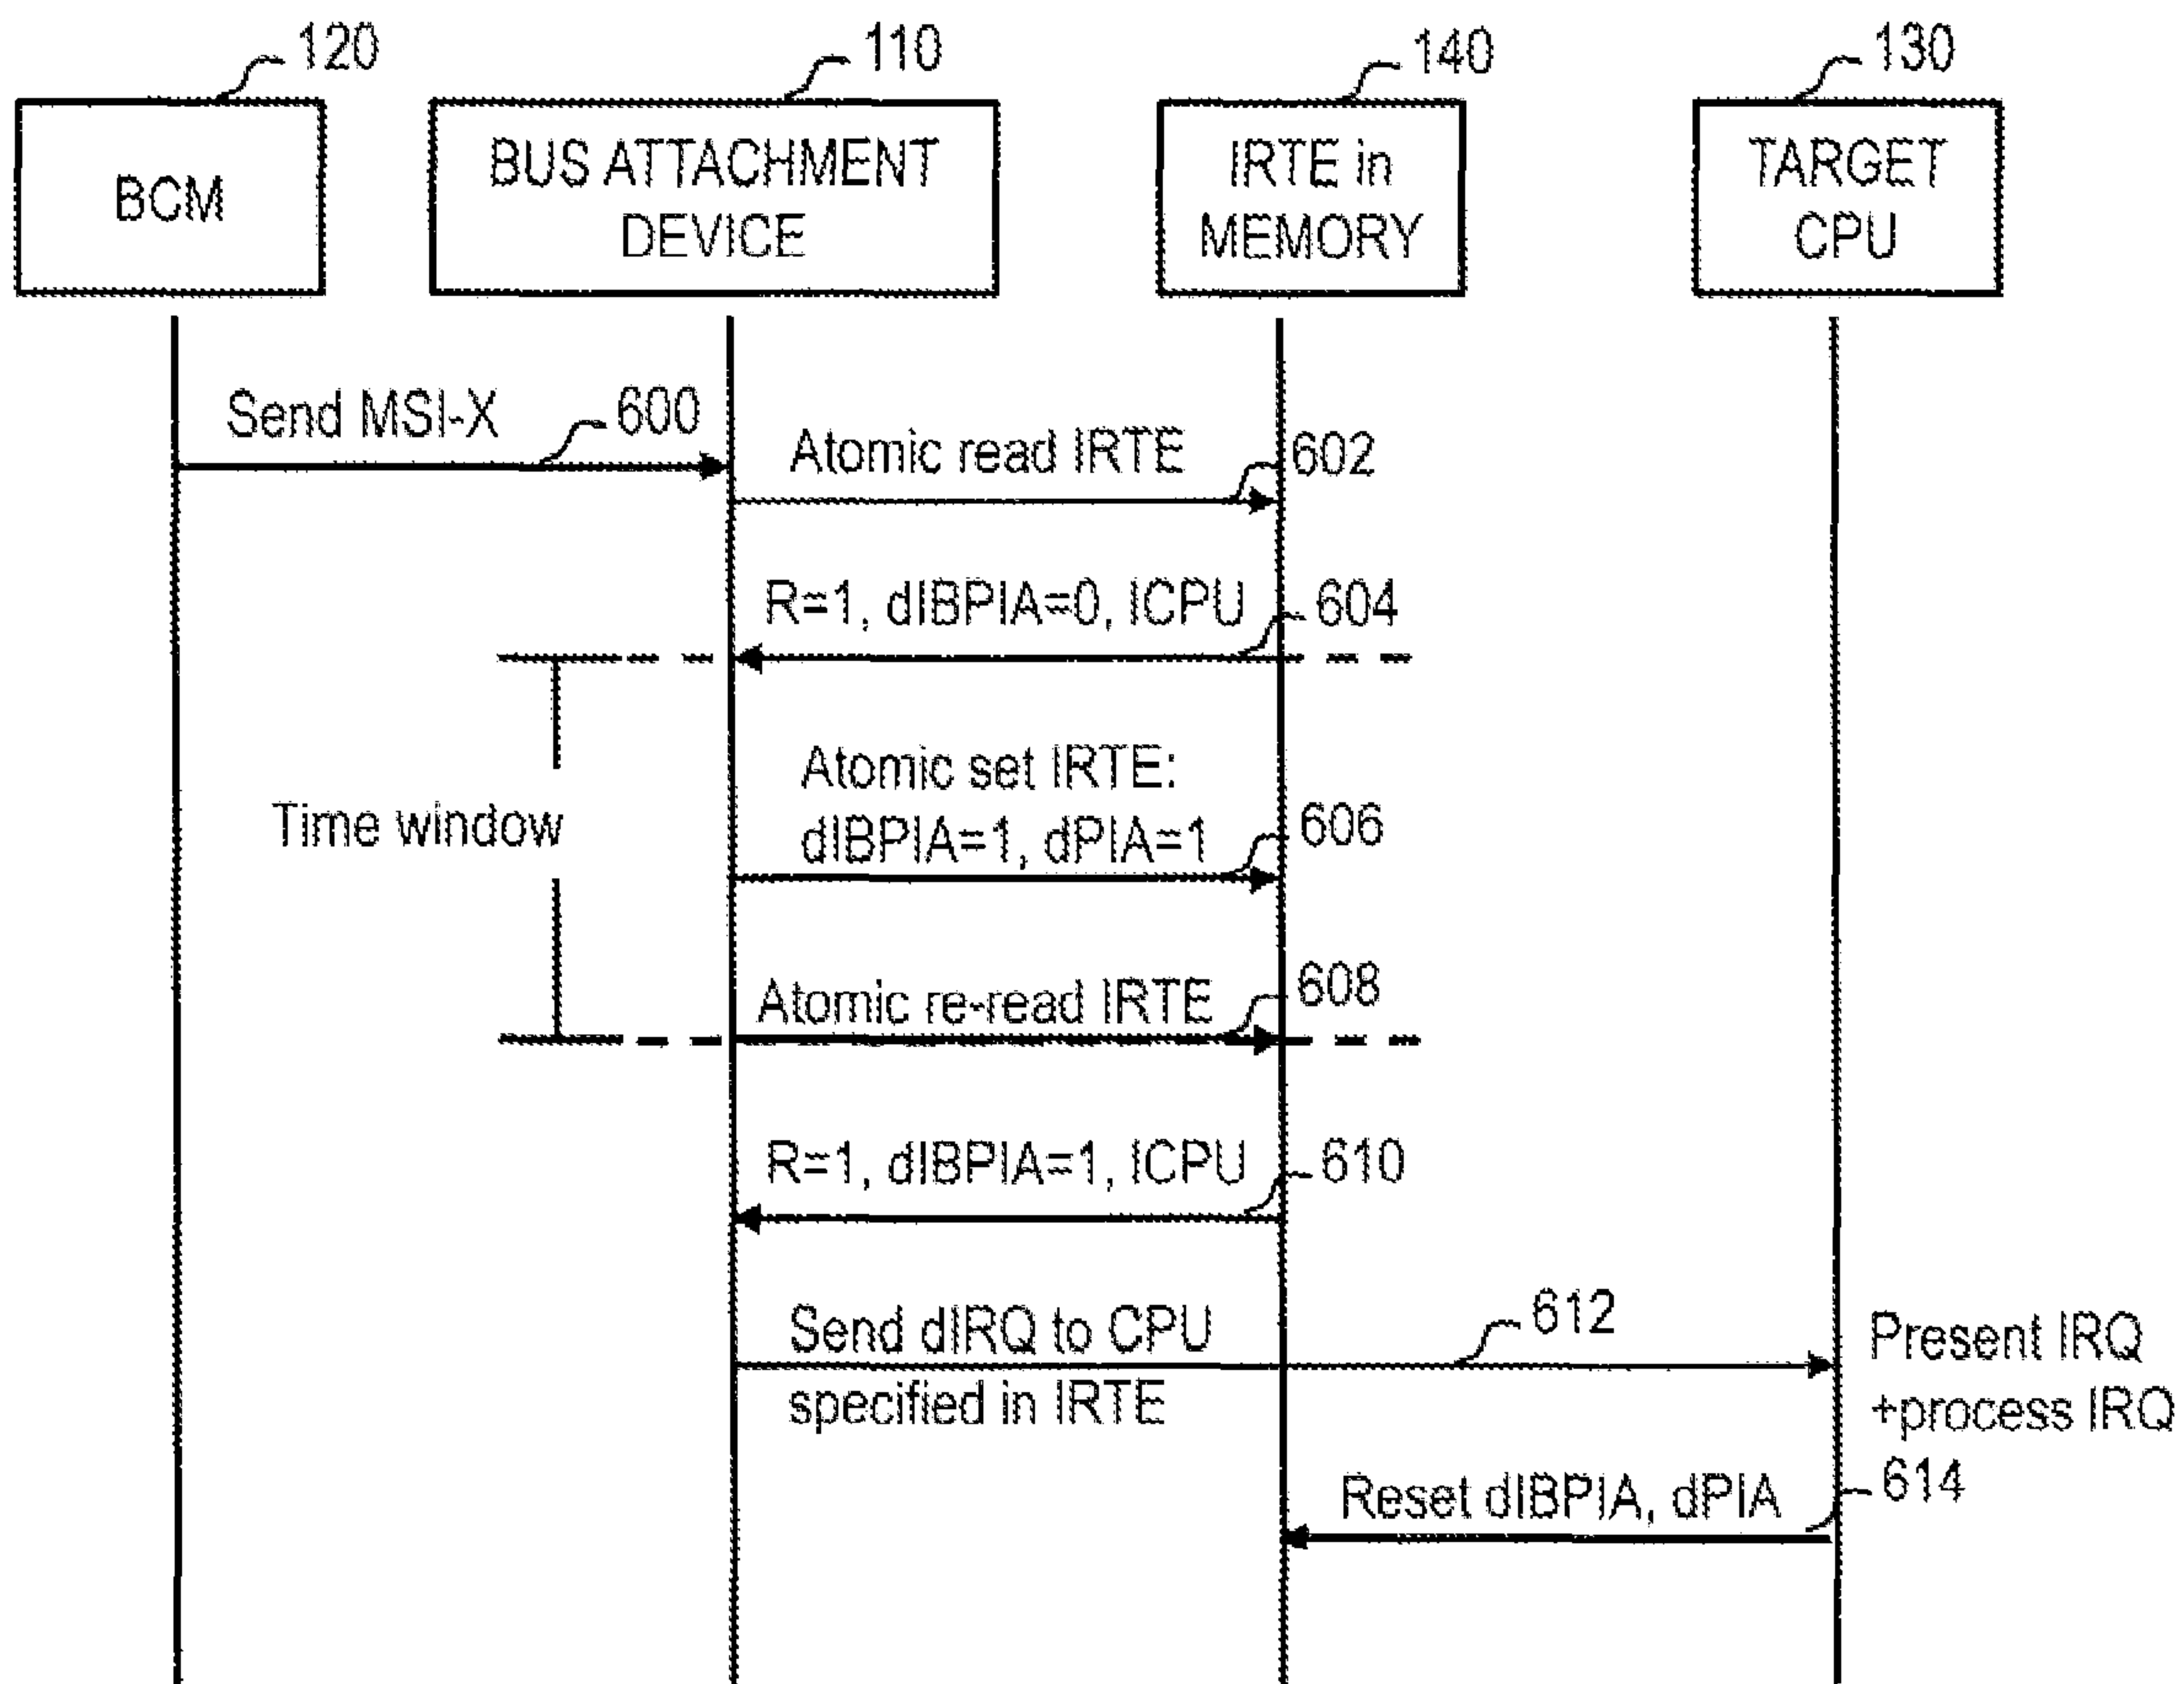 120
110
140
130
BCM
BUS ATTACHMENT
DEVICE
IRTE in
MEMORY
TARGET
CPU
Send MSI-X
600
Atomic read IRTE
602
R=1, dIBPIA=0, ICPU
604
Atomic set IRTE:
dIBPIA=1, dPIA=1
606
Time window
Atomic re-read IRTE
608
R=1, dIBPIA=1, ICPU
610
Send dIRQ to CPU
specified in IRTE
612
Present IRQ
+process IRQ
Reset dIBPIA, dPIA
614